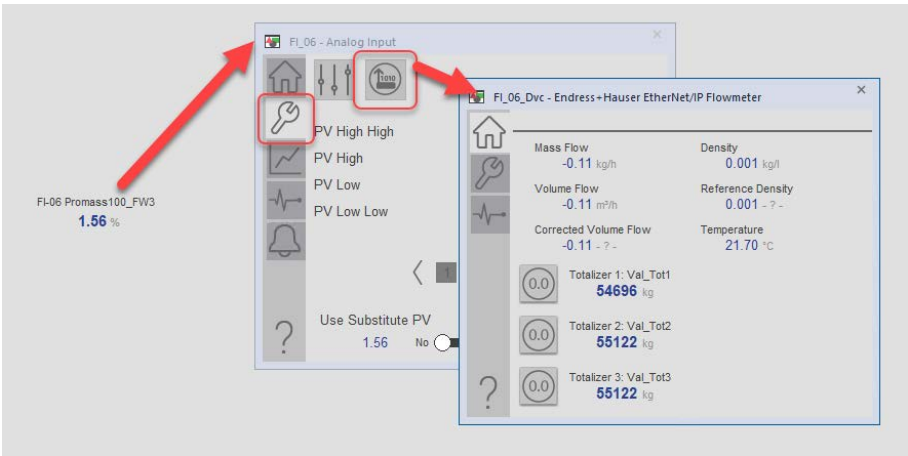 FI-06 Promass100_FW3
1.56 %
FI_06 - Analog Input
1010
PV High High
PV High
PV Low
PV Low Low
1
Use Substitute PV
1.56 No
?
FI_06_Dvc - Endress+Hauser EtherNet/IP Flowmeter
Mass Flow Density
-0.11 kg/h 0.001 kg/l
Volume Flow Reference Density
-0.11 m³/h 0.001 - ? -
Corrected Volume Flow Temperature
-0.11 - ? - 21.70 °C
0.0 Totalizer 1: Val_Tot1
54696 kg
0.0 Totalizer 2: Val_Tot2
55122 kg
0.0 Totalizer 3: Val_Tot3
55122 kg
?